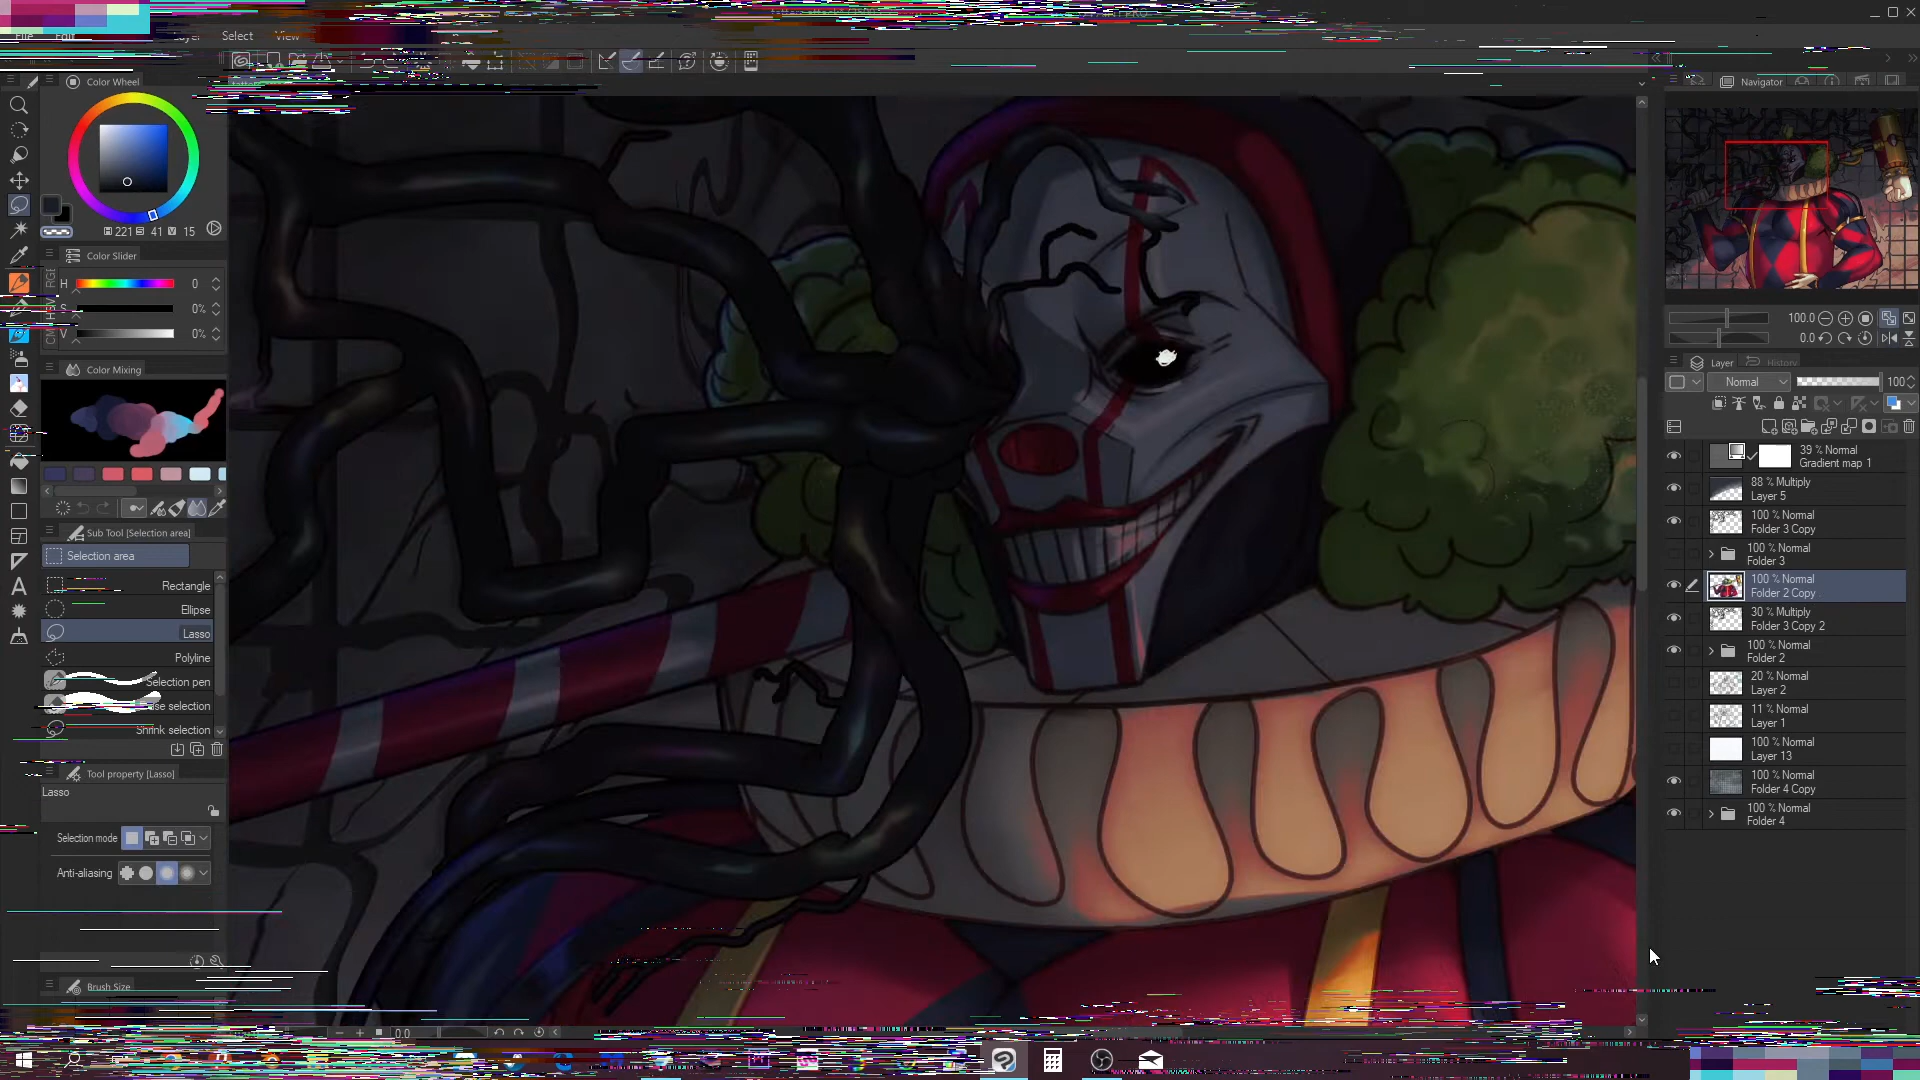 File Edit Select View
Color Wheel
221 41 15
Color Slider
H 0
S 0%
V 0%
Color Mixing
Sub Tool [Selection area]
Selection area
Rectangle
Ellipse
Lasso
Polyline
Selection pen
Shrink selection
Tool property [Lasso]
Lasso
Selection mode
Anti-aliasing
Brush Size
0.0
Navigator
100.0
0.0
Layer History
Normal 100
39 % Normal
Gradient map 1
88 % Multiply
Layer 5
100 % Normal
Folder 3 Copy
100 % Normal
Folder 3
100 % Normal
Folder 2 Copy
30 % Multiply
Folder 3 Copy 2
100 % Normal
Folder 2
20 % Normal
Layer 2
11 % Normal
Layer 1
100 % Normal
Layer 13
100 % Normal
Folder 4 Copy
100 % Normal
Folder 4